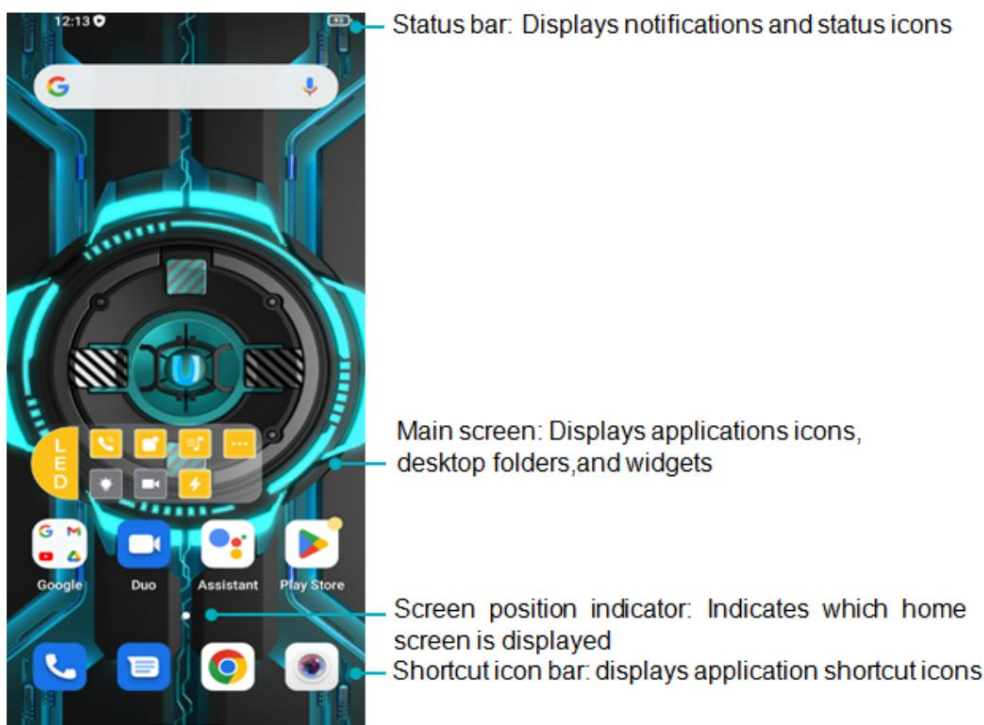 12:13
Status bar: Displays notifications and status icons
G
U
Main screen: Displays applications icons,
desktop folders,and widgets
LED
Google Duo Assistant Play Store
Screen position indicator: Indicates which home
screen is displayed
Shortcut icon bar: displays application shortcut icons